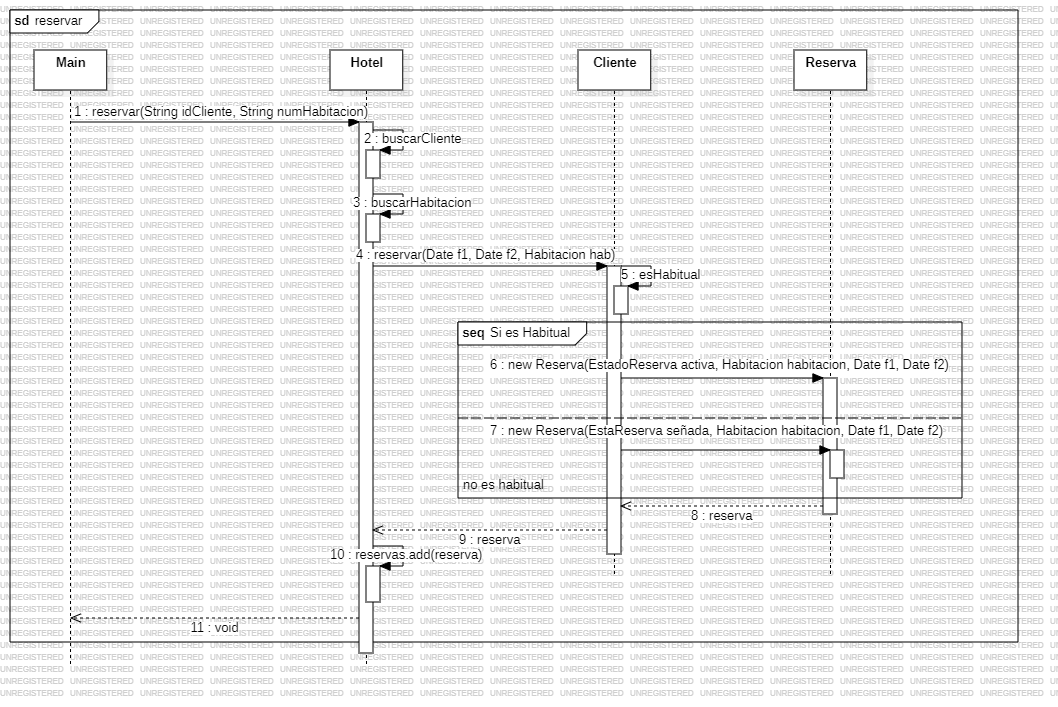 sd reservar
Main
Hotel
Cliente
Reserva
1 : reservar(String idCliente, String numHabitacion)
2 : buscarCliente
3 : buscarHabitacion
4 : reservar(Date f1, Date f2, Habitacion hab)
5 : esHabitual
seq Si es Habitual
6 : new Reserva(EstadoReserva activa, Habitacion habitacion, Date f1, Date f2)
7 : new Reserva(EstaReserva señada, Habitacion habitacion, Date f1, Date f2)
no es habitual
8 : reserva
9 : reserva
10 : reservas.add(reserva)
11 : void
UNREGISTERED